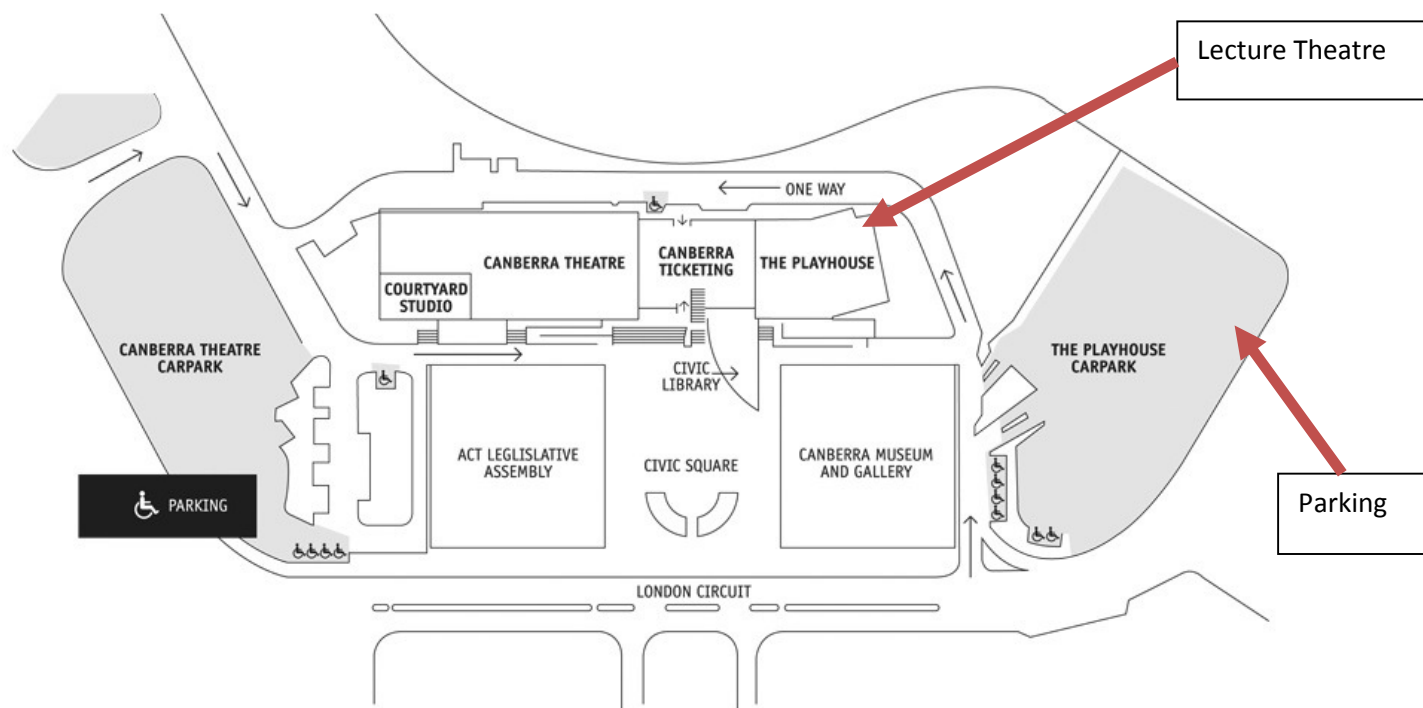 Lecture Theatre
ONE WAY
CANBERRA THEATRE
CANBERRA
TICKETING
THE PLAYHOUSE
COURTYARD
STUDIO
CANBERRA THEATRE
CARPARK
CIVIC
LIBRARY
THE PLAYHOUSE
CARPARK
ACT LEGLISLATIVE
ASSEMBLY
CIVIC SQUARE
CANBERRA MUSEUM
AND GALLERY
PARKING
Parking
LONDON CIRCUIT